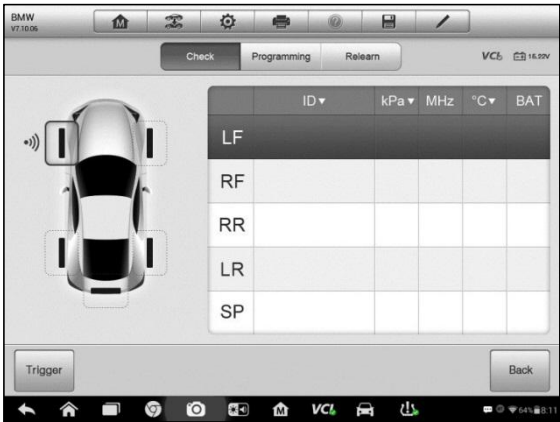 BMW
V7.10.06
Check Programming Relearn VCI 15.22V
ID▼ kPa▼ MHz °C▼ BAT
LF
RF
RR
LR
SP
Trigger Back
VCI 64% 8:11